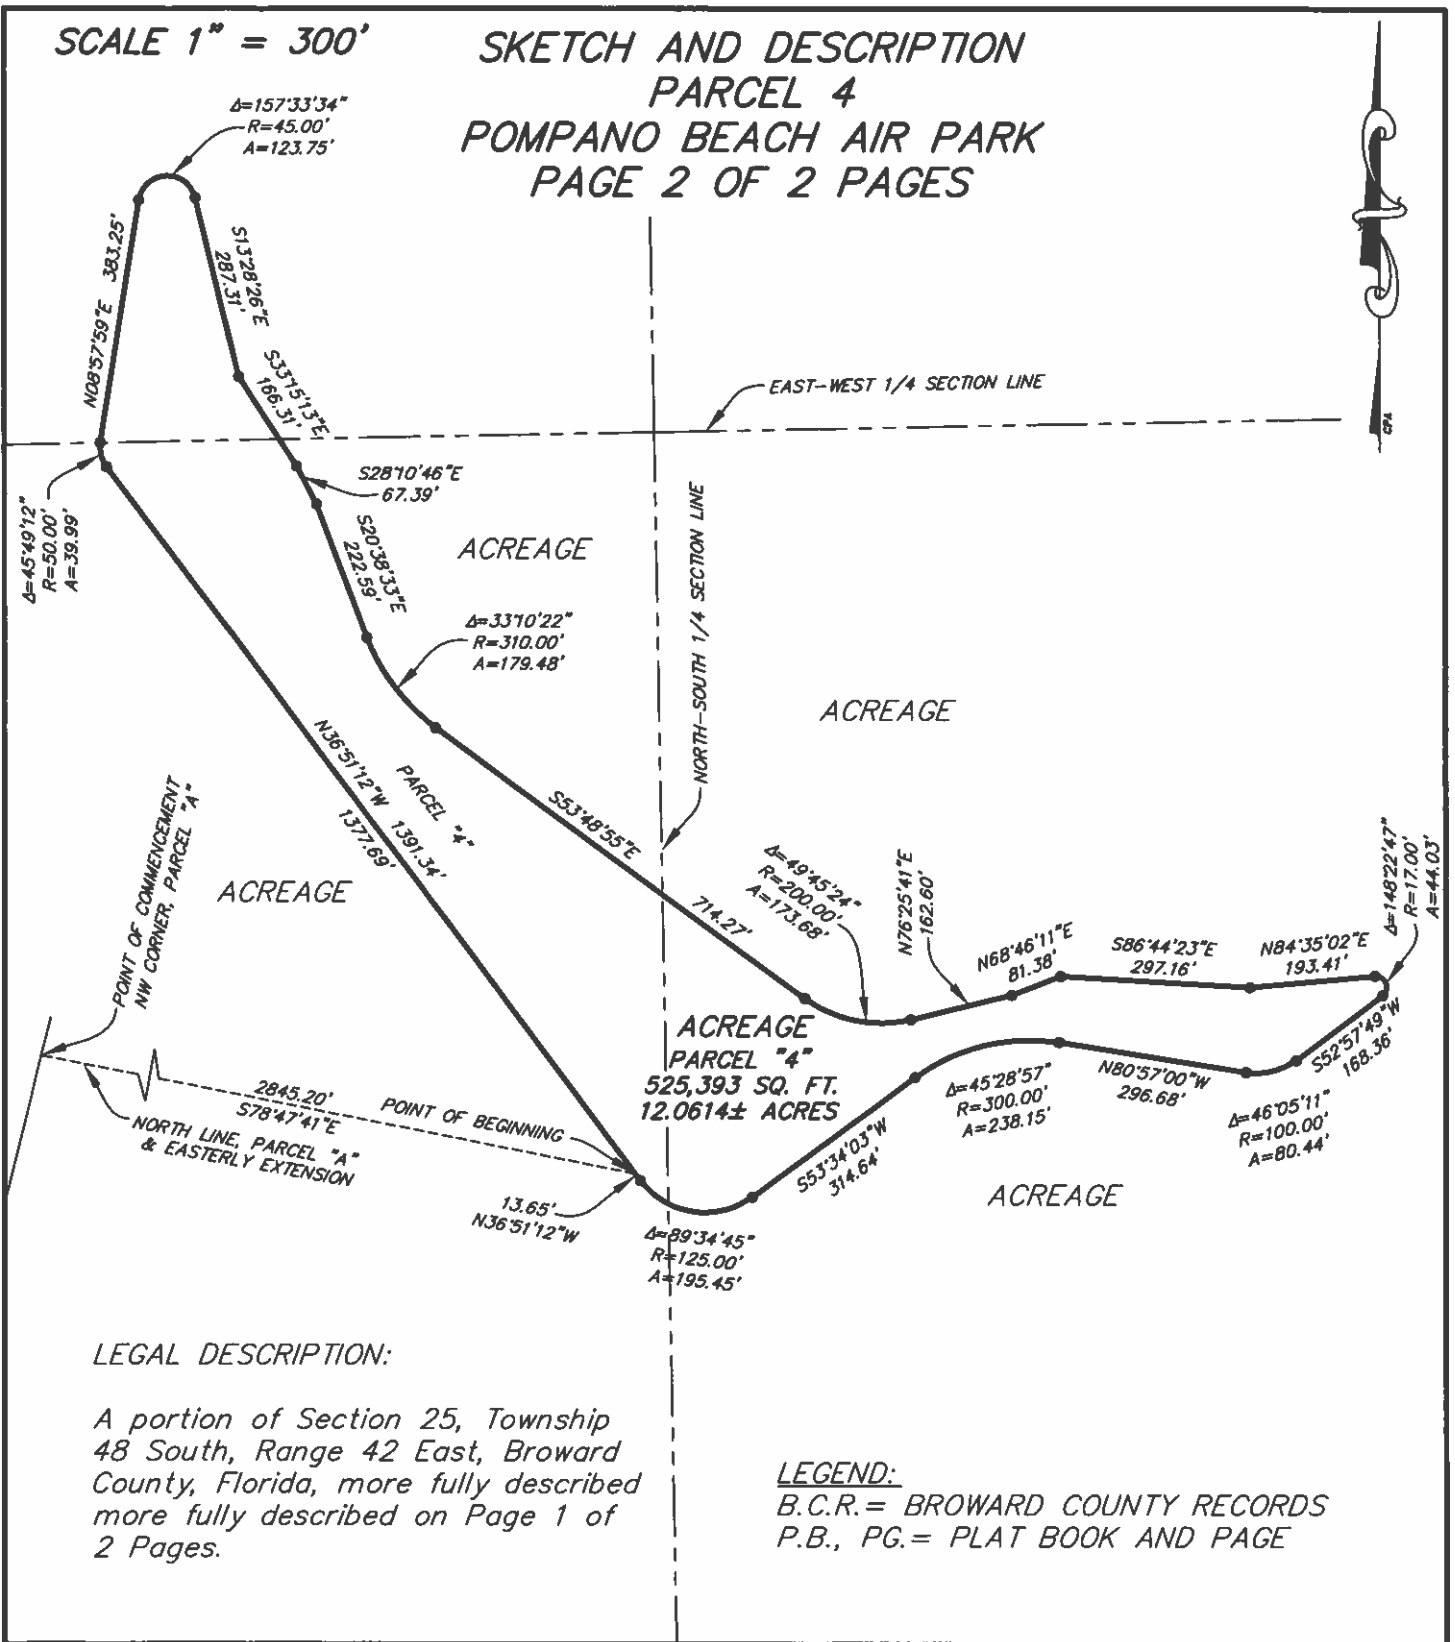 SCALE 1" = 300'
SKETCH AND DESCRIPTION
PARCEL 4
POMPANO BEACH AIR PARK
PAGE 2 OF 2 PAGES
Δ=157°33'34"
R=45.00'
A=123.75'
N08°57'59"E 383.25'
S13°28'26"E
287.31'
S33°15'13"E
166.31'
EAST-WEST 1/4 SECTION LINE
CPA
S28°10'46"E
67.39'
Δ=45°49'12"
R=50.00'
A=39.99'
S20°38'33"E
222.59'
ACREAGE
NORTH-SOUTH 1/4 SECTION LINE
Δ=33°10'22"
R=310.00'
A=179.48'
ACREAGE
N36°51'12"W 1391.34'
1377.69'
PARCEL "4"
S53°48'55"E
714.27'
POINT OF COMMENCEMENT
NW CORNER, PARCEL "A"
ACREAGE
Δ=49°45'24"
R=200.00'
A=173.68'
N76°25'41"E
162.60'
N68°46'11"E
81.38'
S86°44'23"E
297.16'
N84°35'02"E
193.41'
Δ=148°22'47"
R=17.00'
A=44.03'
ACREAGE
PARCEL "4"
525,393 SQ. FT.
12.0614± ACRES
S52°57'49"W
168.36'
2845.20'
S78°47'41"E
POINT OF BEGINNING
NORTH LINE, PARCEL "A"
& EASTERLY EXTENSION
Δ=45°28'57"
R=300.00'
A=238.15'
N80°57'00"W
296.68'
Δ=46°05'11"
R=100.00'
A=80.44'
S53°34'03"W
314.64'
ACREAGE
13.65'
N36°51'12"W
Δ=89°34'45"
R=125.00'
A=195.45'
LEGAL DESCRIPTION:
A portion of Section 25, Township
48 South, Range 42 East, Broward
County, Florida, more fully described
more fully described on Page 1 of
2 Pages.
LEGEND:
B.C.R.= BROWARD COUNTY RECORDS
P.B., PG.= PLAT BOOK AND PAGE